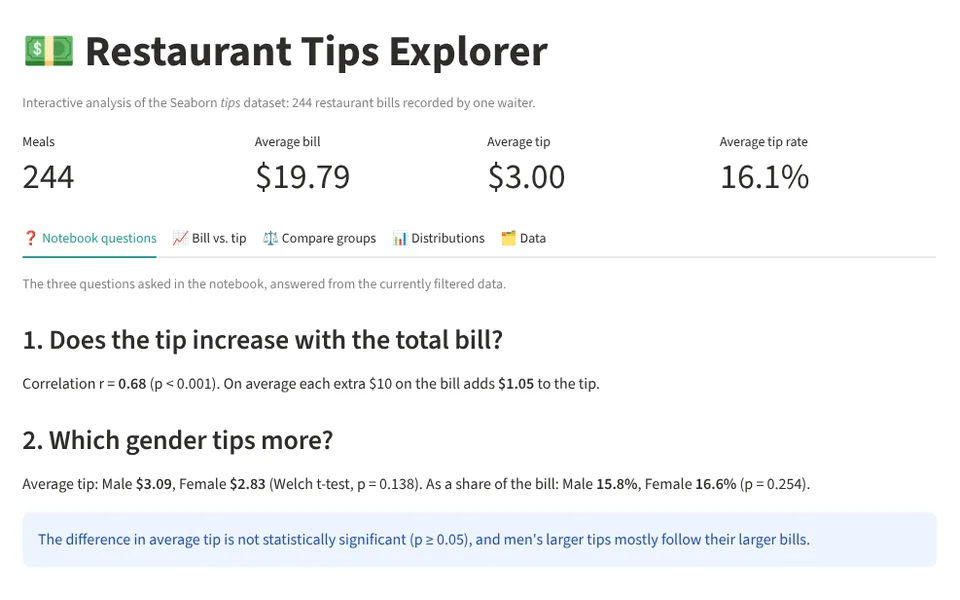 Restaurant Tips Explorer
Interactive analysis of the Seaborn tips dataset: 244 restaurant bills recorded by one waiter.
Meals
244
Average bill
$19.79
Average tip
$3.00
Average tip rate
16.1%
Notebook questions
Bill vs. tip
Compare groups
Distributions
Data
The three questions asked in the notebook, answered from the currently filtered data.
1. Does the tip increase with the total bill?
Correlation r = 0.68 (p < 0.001). On average each extra $10 on the bill adds $1.05 to the tip.
2. Which gender tips more?
Average tip: Male $3.09, Female $2.83 (Welch t-test, p = 0.138). As a share of the bill: Male 15.8%, Female 16.6% (p = 0.254).
The difference in average tip is not statistically significant (p ≥ 0.05), and men's larger tips mostly follow their larger bills.